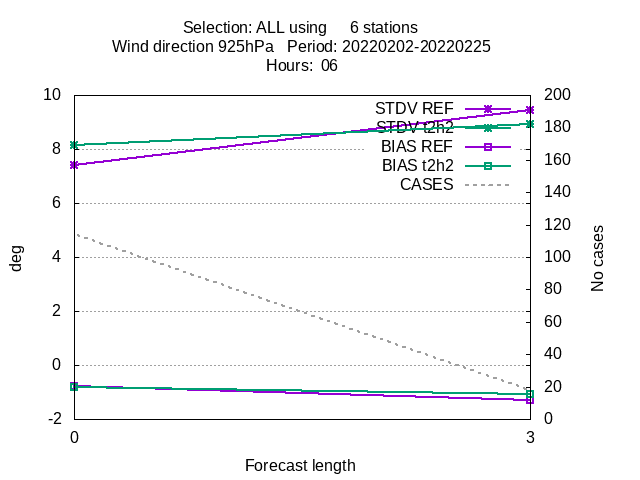 Selection: ALL using 6 stations
Wind direction 925hPa Period: 20220202-20220225
Hours: 06
10
8
6
4
2
0
-2
deg
STDV REF
STDV t2h2
BIAS REF
BIAS t2h2
CASES
200
180
160
140
120
100
80
60
40
20
0
No cases
0
3
Forecast length